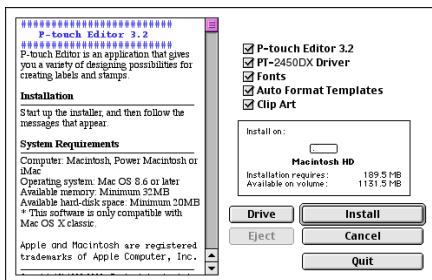 ########################
P-touch Editor 3.2
########################
P-touch Editor is an application that gives
you a variety of designing possibilities for
creating labels and stamps.
Installation
Start up the installer, and then follow the
messages that appear.
System Requirements
Computer: Macintosh, Power Macintosh or
iMac
Operating system: Mac OS 8.6 or later
Available memory: Minimum 32MB
Available hard-disk space: Minimum 20MB
* This software is only compatible with
Mac OS X classic.
Apple and Macintosh are registered
trademarks of Apple Computer, Inc.
P-touch Editor 3.2
PT-2450DX Driver
Fonts
Auto Format Templates
Clip Art
Install on:
Macintosh HD
Installation requires: 189.5 MB
Available on volume: 1131.5 MB
Drive
Install
Eject
Cancel
Quit